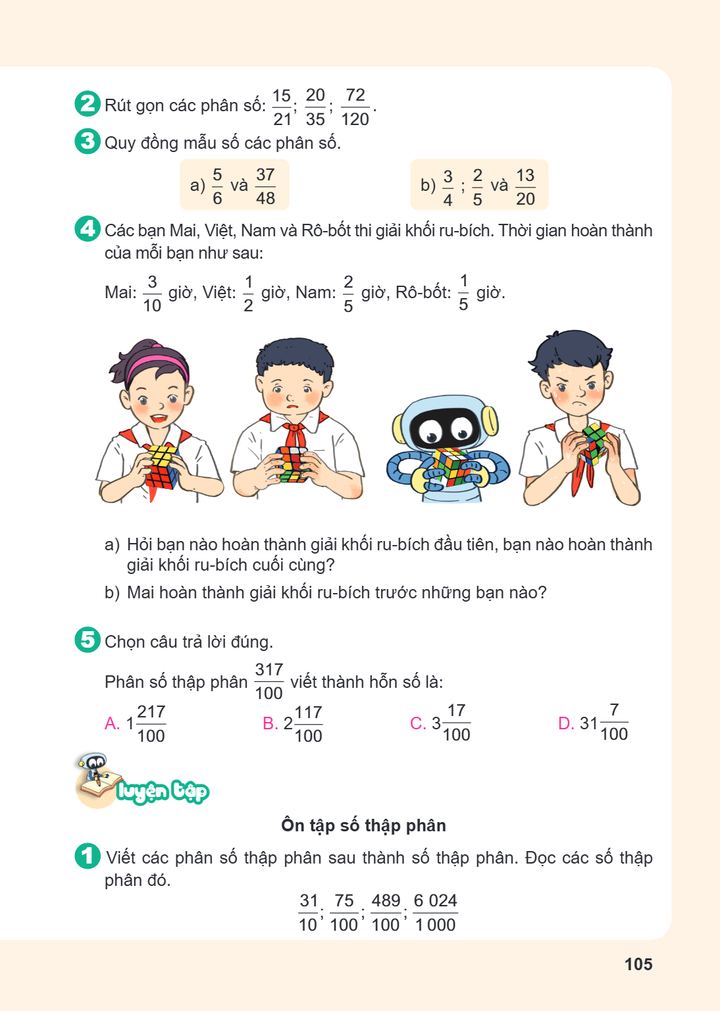 2 Rút gọn các phân số: 15/21; 20/35; 72/120.
3 Quy đồng mẫu số các phân số.
a) 5/6 và 37/48
b) 3/4 ; 2/5 và 13/20
4 Các bạn Mai, Việt, Nam và Rô-bốt thi giải khối ru-bích. Thời gian hoàn thành
của mỗi bạn như sau:
Mai: 3/10 giờ, Việt: 1/2 giờ, Nam: 2/5 giờ, Rô-bốt: 1/5 giờ.
a) Hỏi bạn nào hoàn thành giải khối ru-bích đầu tiên, bạn nào hoàn thành
giải khối ru-bích cuối cùng?
b) Mai hoàn thành giải khối ru-bích trước những bạn nào?
5 Chọn câu trả lời đúng.
Phân số thập phân 317/100 viết thành hỗn số là:
A. 1 217/100
B. 2 117/100
C. 3 17/100
D. 31 7/100
luyện tập
Ôn tập số thập phân
1 Viết các phân số thập phân sau thành số thập phân. Đọc các số thập
phân đó.
31/10; 75/100; 489/100; 6 024/1 000
105